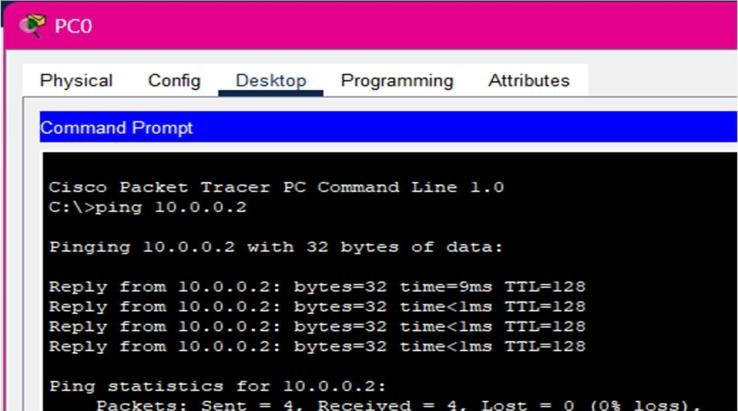 PC0
Physical Config Desktop Programming Attributes
Command Prompt
Cisco Packet Tracer PC Command Line 1.0
C:\>ping 10.0.0.2
Pinging 10.0.0.2 with 32 bytes of data:
Reply from 10.0.0.2: bytes=32 time=9ms TTL=128
Reply from 10.0.0.2: bytes=32 time<1ms TTL=128
Reply from 10.0.0.2: bytes=32 time<1ms TTL=128
Reply from 10.0.0.2: bytes=32 time<1ms TTL=128
Ping statistics for 10.0.0.2:
Packets: Sent = 4, Received = 4, Lost = 0 (0% loss),